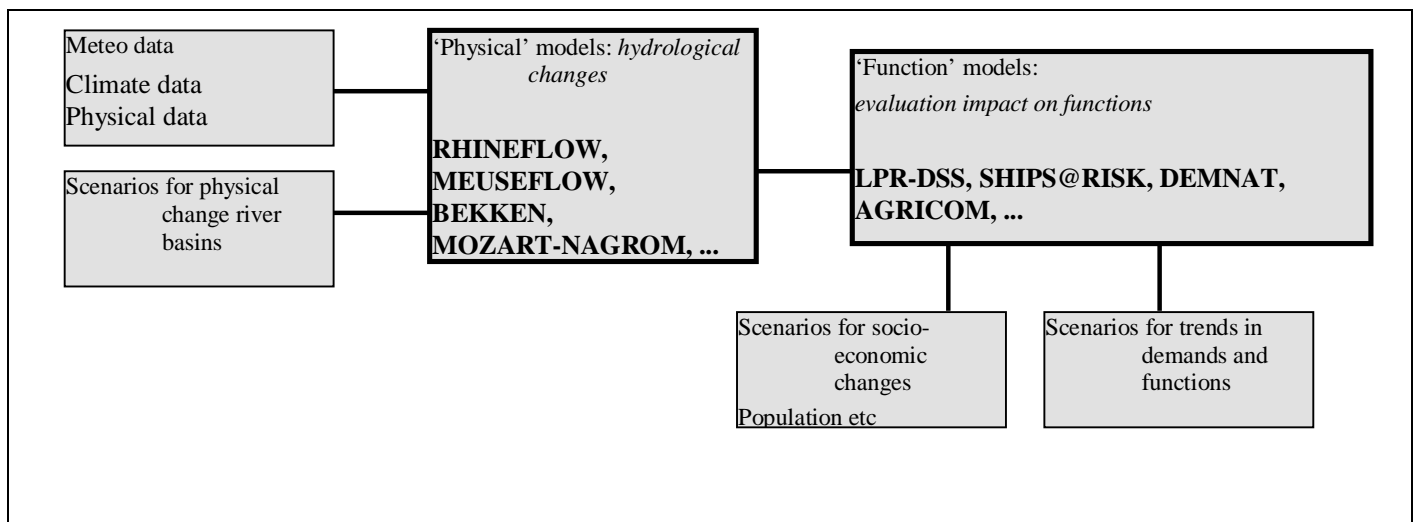 Meteo data
Climate data
Physical data
Scenarios for physical
change river
basins
‘Physical’ models: hydrological
changes
RHINEFLOW,
MEUSEFLOW,
BEKKEN,
MOZART-NAGROM, ...
‘Function’ models:
evaluation impact on functions
LPR-DSS, SHIPS@RISK, DEMNAT,
AGRICOM, ...
Scenarios for socio-
economic
changes
Population etc
Scenarios for trends in
demands and
functions